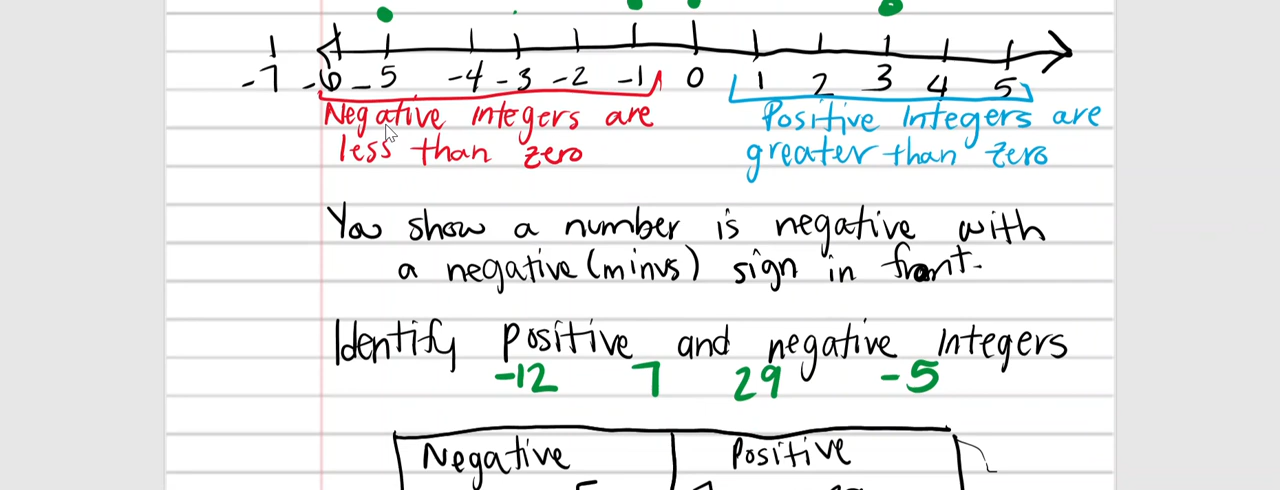 -7 -6 -5 -4 -3 -2 -1 0 1 2 3 4 5
Negative Integers are
less than zero
Positive Integers are
greater than zero
You show a number is negative with
a negative (minus) sign in front.
Identify positive and negative Integers
-12 7 29 -5
Negative Positive